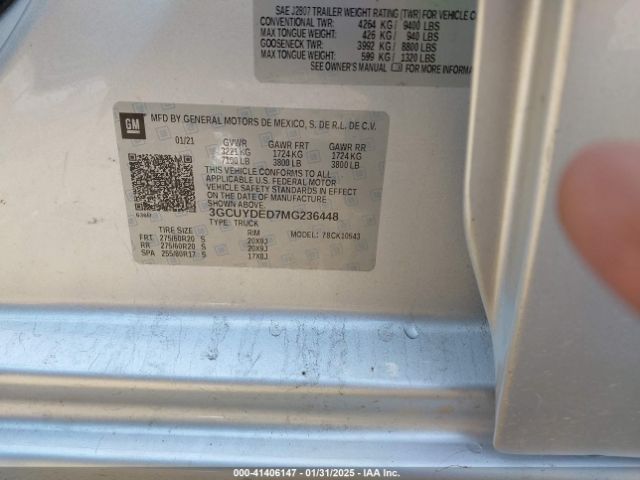 SAE J2807 TRAILER WEIGHT RATING (TWR) FOR VEHICLE
CONVENTIONAL TWR: 4264 KG/ 9400 LBS
MAX TONGUE WEIGHT: 426 KG/ 940 LBS
GOOSENECK TWR: 3992 KG/ 8800 LBS
MAX TONGUE WEIGHT: 599 KG/ 1320 LBS
SEE OWNER'S MANUAL FOR MORE INFORMA
GM MFD BY GENERAL MOTORS DE MEXICO, S. DE R.L. DE C.V.
01/21 GVWR GAWR FRT GAWR RR
3221 KG 1724 KG 1724 KG
7100 LB 3800 LB 3800 LB
THIS VEHICLE CONFORMS TO ALL
APPLICABLE U.S. FEDERAL MOTOR
VEHICLE SAFETY STANDARDS IN EFFECT
ON THE DATE OF MANUFACTURE SHOWN ABOVE.
3GCUYDED7MG236448
TYPE: TRUCK
TIRE SIZE RIM MODEL: 78CK10543
FRT 275/60R20 S 20X9J
RR 275/60R20 S 20X9J
SPA 255/80R17 S 17X8J
000-41406147 - 01/31/2025 - IAA Inc.